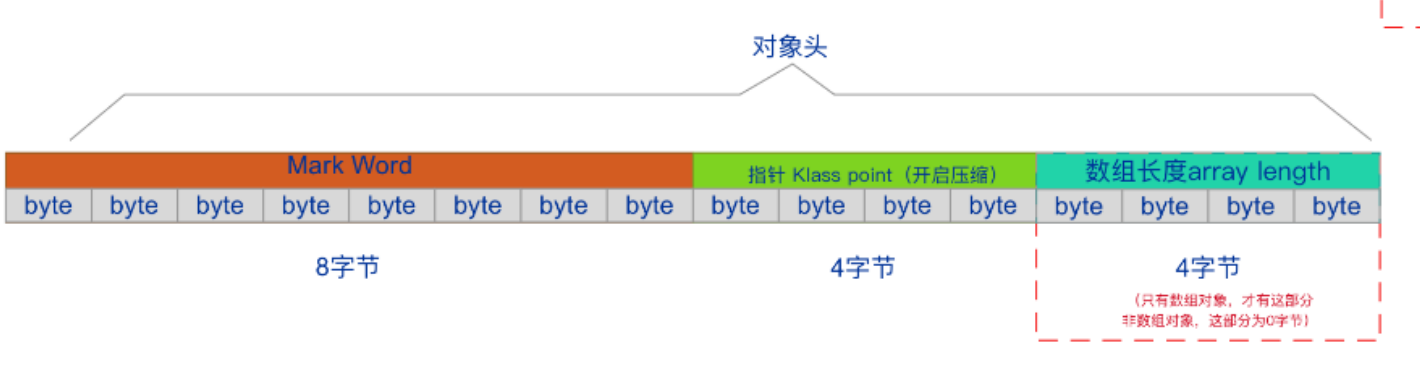 对象头
Mark Word
指针 Klass point（开启压缩）
数组长度array length
byte byte byte byte byte byte byte byte byte byte byte byte byte byte byte byte
8字节
4字节
4字节
（只有数组对象，才有这部分
非数组对象，这部分为0字节）